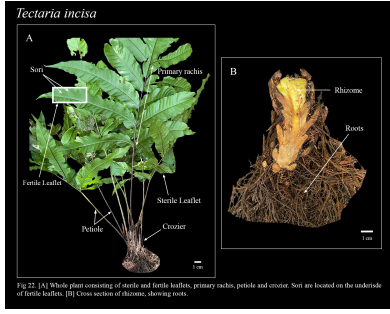 Tectaria incisa
A
Sori
Primary rachis
B
Rhizome
Roots
Fertile Leaflet
Sterile Leaflet
Petiole
Crozier
1 cm
1 cm
Fig 22. [A] Whole plant consisting of sterile and fertile leaflets, primary rachis, petiole and crozier. Sori are located on the underisde
of fertile leaflets. [B] Cross section of rhizome, showing roots.